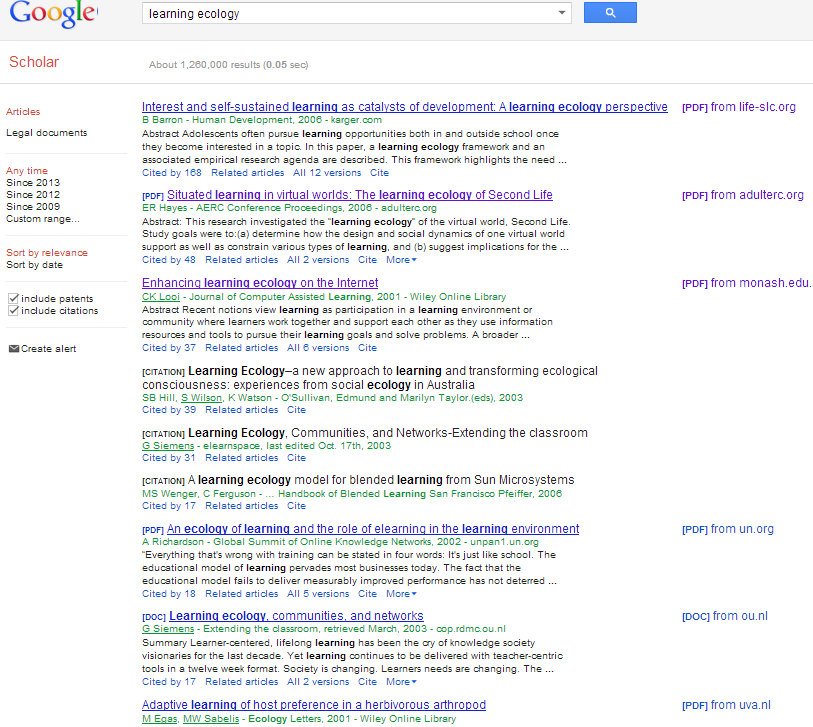 Google
learning ecology
Scholar
About 1,260,000 results (0.05 sec)
Articles
Legal documents
Any time
Since 2013
Since 2012
Since 2009
Custom range...
Sort by relevance
Sort by date
include patents
include citations
Create alert
Interest and self-sustained learning as catalysts of development: A learning ecology perspective
[PDF] from life-slc.org
B Barron - Human Development, 2006 - karger.com
Abstract Adolescents often pursue learning opportunities both in and outside school once
they become interested in a topic. In this paper, a learning ecology framework and an
associated empirical research agenda are described. This framework highlights the need ...
Cited by 168 Related articles All 12 versions Cite
[PDF] Situated learning in virtual worlds: The learning ecology of Second Life
[PDF] from adulterc.org
ER Hayes - AERC Conference Proceedings, 2006 - adulterc.org
Abstract: This research investigated the "learning ecology" of the virtual world, Second Life.
Study goals were to:(a) determine how the design and social dynamics of one virtual world
support as well as constrain various types of learning, and (b) suggest implications for the ...
Cited by 48 Related articles All 2 versions Cite More
Enhancing learning ecology on the Internet
[PDF] from monash.edu.
CK Looi - Journal of Computer Assisted Learning, 2001 - Wiley Online Library
Abstract Recent notions view learning as participation in a learning environment or
community where learners work together and support each other as they use information
resources and tools to pursue their learning goals and solve problems. A broader ...
Cited by 37 Related articles All 6 versions Cite
[CITATION] Learning Ecology–a new approach to learning and transforming ecological
consciousness: experiences from social ecology in Australia
SB Hill, S Wilson, K Watson - O'Sullivan, Edmund and Marilyn Taylor.(eds), 2003
Cited by 39 Related articles Cite
[CITATION] Learning Ecology, Communities, and Networks-Extending the classroom
G Siemens - elearnspace, last edited Oct. 17th, 2003
Cited by 31 Related articles Cite
[CITATION] A learning ecology model for blended learning from Sun Microsystems
MS Wenger, C Ferguson - ... Handbook of Blended Learning San Francisco Pfeiffer, 2006
Cited by 17 Related articles Cite
[PDF] An ecology of learning and the role of elearning in the learning environment
[PDF] from un.org
A Richardson - Global Summit of Online Knowledge Networks, 2002 - unpan1.un.org
"Everything that's wrong with training can be stated in four words: It's just like school. The
educational model of learning pervades most businesses today. The fact that the
educational model fails to deliver measurably improved performance has not deterred ...
Cited by 18 Related articles All 5 versions Cite More
[DOC] Learning ecology, communities, and networks
[DOC] from ou.nl
G Siemens - Extending the classroom, retrieved March, 2003 - cop.rdmc.ou.nl
Summary Learner-centered, lifelong learning has been the cry of knowledge society
visionaries for the last decade. Yet learning continues to be delivered with teacher-centric
tools in a twelve week format. Society is changing. Learners needs are changing. The ...
Cited by 17 Related articles All 2 versions Cite More
Adaptive learning of host preference in a herbivorous arthropod
[PDF] from uva.nl
M Egas, MW Sabelis - Ecology Letters, 2001 - Wiley Online Library